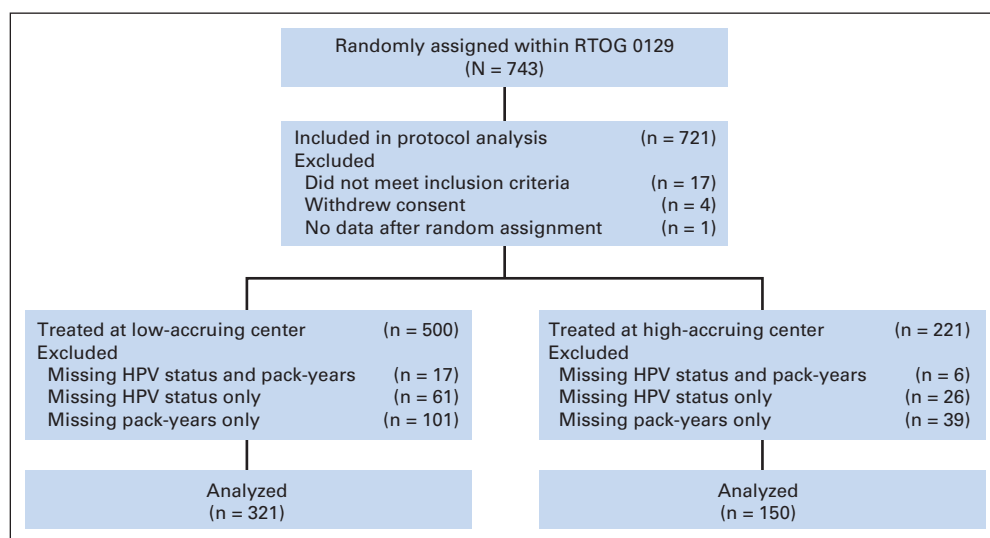 Randomly assigned within RTOG 0129
(N = 743)
Included in protocol analysis (n = 721)
Excluded
Did not meet inclusion criteria (n = 17)
Withdrew consent (n = 4)
No data after random assignment (n = 1)
Treated at low-accruing center (n = 500)
Excluded
Missing HPV status and pack-years (n = 17)
Missing HPV status only (n = 61)
Missing pack-years only (n = 101)
Treated at high-accruing center (n = 221)
Excluded
Missing HPV status and pack-years (n = 6)
Missing HPV status only (n = 26)
Missing pack-years only (n = 39)
Analyzed
(n = 321)
Analyzed
(n = 150)